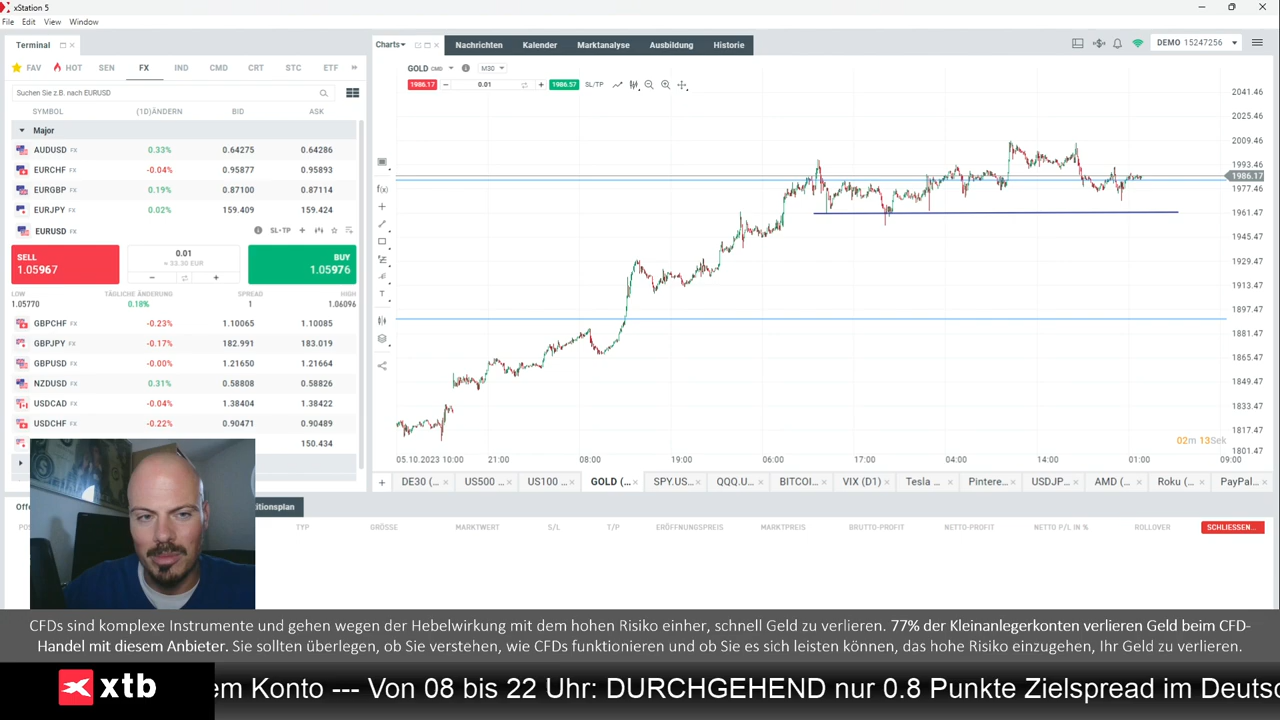 xStation 5
File Edit View Window
Terminal
FAV HOT SEN FX IND CMD CRT STC ETF
Suchen Sie z.B. nach EURUSD
SYMBOL (1D)ÄNDERN BID ASK
Major
AUDUSD FX 0.33% 0.64275 0.64286
EURCHF FX -0.04% 0.95877 0.95893
EURGBP FX 0.19% 0.87100 0.87114
EURJPY FX 0.02% 159.409 159.424
EURUSD FX SL•TP
SELL 1.05967
0.01
≈ 33.30 EUR
BUY 1.05976
LOW TÄGLICHE ÄNDERUNG SPREAD HIGH
1.05770 0.18% 1 1.06096
GBPCHF FX -0.23% 1.10065 1.10085
GBPJPY FX -0.17% 182.991 183.019
GBPUSD FX -0.00% 1.21650 1.21664
NZDUSD FX 0.31% 0.58808 0.58826
USDCAD FX -0.04% 1.38404 1.38422
USDCHF FX -0.22% 0.90471 0.90489
150.434
Charts Nachrichten Kalender Marktanalyse Ausbildung Historie
DEMO 15247256
GOLD CMD M30
1986.17 0.01 1986.57 SL/TP
2041.46
2025.46
2009.46
1993.46
1986.17
1977.46
1961.47
1945.47
1929.47
1913.47
1897.47
1881.47
1865.47
1849.47
1833.47
1817.47
1801.47
02m 13Sek
05.10.2023 10:00 21:00 08:00 19:00 06:00 17:00 04:00 14:00 01:00 09:00
DE30 (... US500 ... US100 ... GOLD (... SPY.US... QQQ.U... BITCOI... VIX (D1) Tesla ... Pintere... USDJP... AMD (... Roku (... PayPal...
itionsplan
TYP GRÖSSE MARKTWERT S/L T/P ERÖFFNUNGSPREIS MARKTPREIS BRUTTO-PROFIT NETTO-PROFIT NETTO P/L IN % ROLLOVER SCHLIESSEN...
CFDs sind komplexe Instrumente und gehen wegen der Hebelwirkung mit dem hohen Risiko einher, schnell Geld zu verlieren. 77% der Kleinanlegerkonten verlieren Geld beim CFD-
Handel mit diesem Anbieter. Sie sollten überlegen, ob Sie verstehen, wie CFDs funktionieren und ob Sie es sich leisten können, das hohe Risiko einzugehen, Ihr Geld zu verlieren.
xtb
em Konto --- Von 08 bis 22 Uhr: DURCHGEHEND nur 0.8 Punkte Zielspread im Deutsc